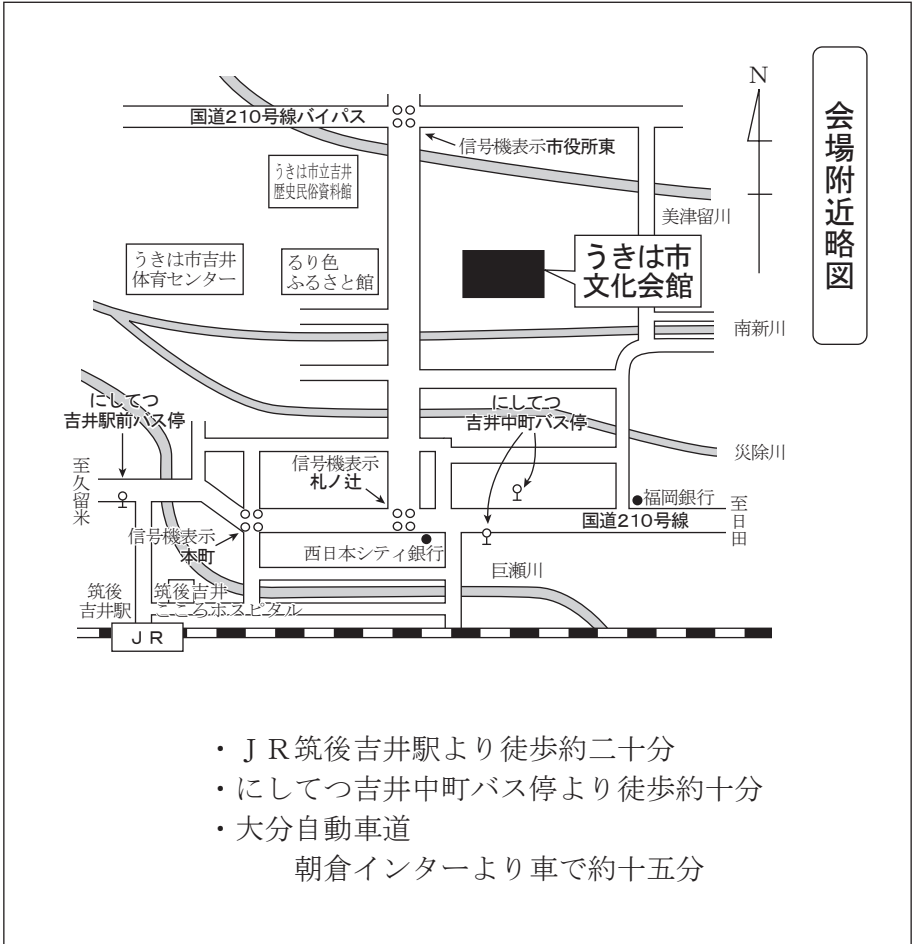 会場附近略図
N
国道210号線バイパス
信号機表示市役所東
うきは市立吉井
歴史民俗資料館
美津留川
うきは市吉井
体育センター
るり色
ふるさと館
うきは市
文化会館
南新川
にしてつ
吉井駅前バス停
にしてつ
吉井中町バス停
災除川
至久留米
信号機表示
札ノ辻
福岡銀行
至日田
国道210号線
信号機表示
本町
西日本シティ銀行
巨瀬川
筑後
吉井駅
筑後吉井
こころホスピタル
JR
・JR筑後吉井駅より徒歩約二十分
・にしてつ吉井中町バス停より徒歩約十分
・大分自動車道
朝倉インターより車で約十五分